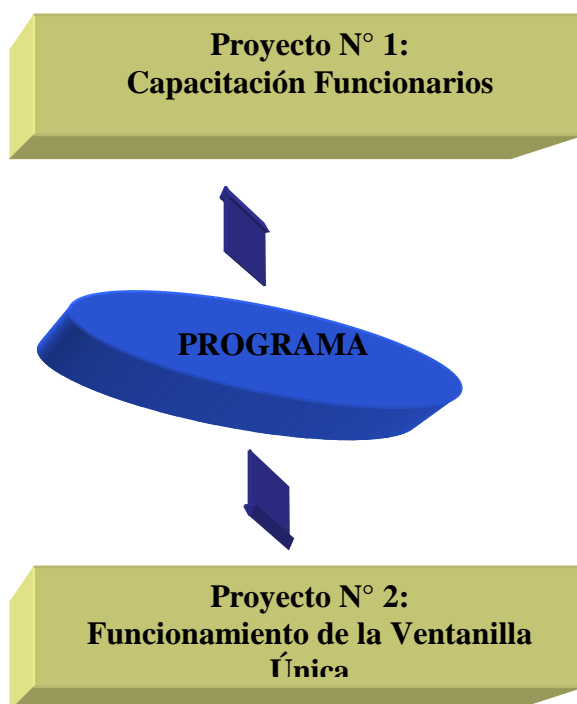 Proyecto N° 1:
Capacitación Funcionarios
PROGRAMA
Proyecto N° 2:
Funcionamiento de la Ventanilla
Única